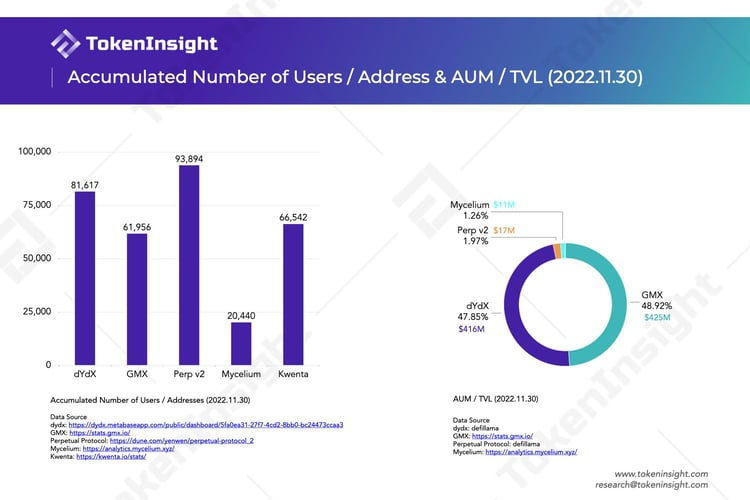 TokenInsight
Accumulated Number of Users / Address & AUM / TVL (2022.11.30)
100,000
75,000
50,000
25,000
0
81,617
61,956
93,894
20,440
66,542
dYdX
GMX
Perp v2
Mycelium
Kwenta
Accumulated Number of Users / Addresses (2022.11.30)
Data Source
dydx: https://dydx.metabaseapp.com/public/dashboard/5fa0ea31-27f7-4cd2-8bb0-bc24473ccaa3
GMX: https://stats.gmx.io/
Perpetual Protocol: https://dune.com/yenwen/perpetual-protocol_2
Mycelium: https://analytics.mycelium.xyz/
Kwenta: https://kwenta.io/stats/
Mycelium $11M
1.26%
Perp v2 $17M
1.97%
dYdX
47.85%
$416M
GMX
48.92%
$425M
AUM / TVL (2022.11.30)
Data Source
dydx: defillama
GMX: https://stats.gmx.io/
Perpetual Protocol: defillama
Mycelium: https://analytics.mycelium.xyz/
www.tokeninsight.com
research@tokeninsight.com